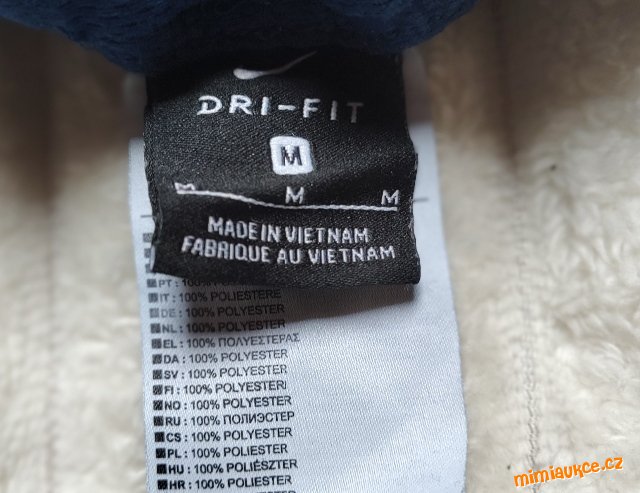 DRI-FIT
M
M M M
MADE IN VIETNAM
FABRIQUE AU VIETNAM
PT: 100% POLIESTER
IT: 100% POLIESTERE
DE: 100% POLYESTER
NL: 100% POLYESTER
EL: 100% ΠΟΛΥΕΣΤΕΡΑΣ
DA: 100% POLYESTER
SV: 100% POLYESTER
FI: 100% POLYESTERI
NO: 100% POLYESTER
RU: 100% ПОЛИЭСТЕР
CS: 100% POLYESTER
PL: 100% POLIESTER
HU: 100% POLIÉSZTER
HR: 100% POLIESTER
mimiaukce.cz